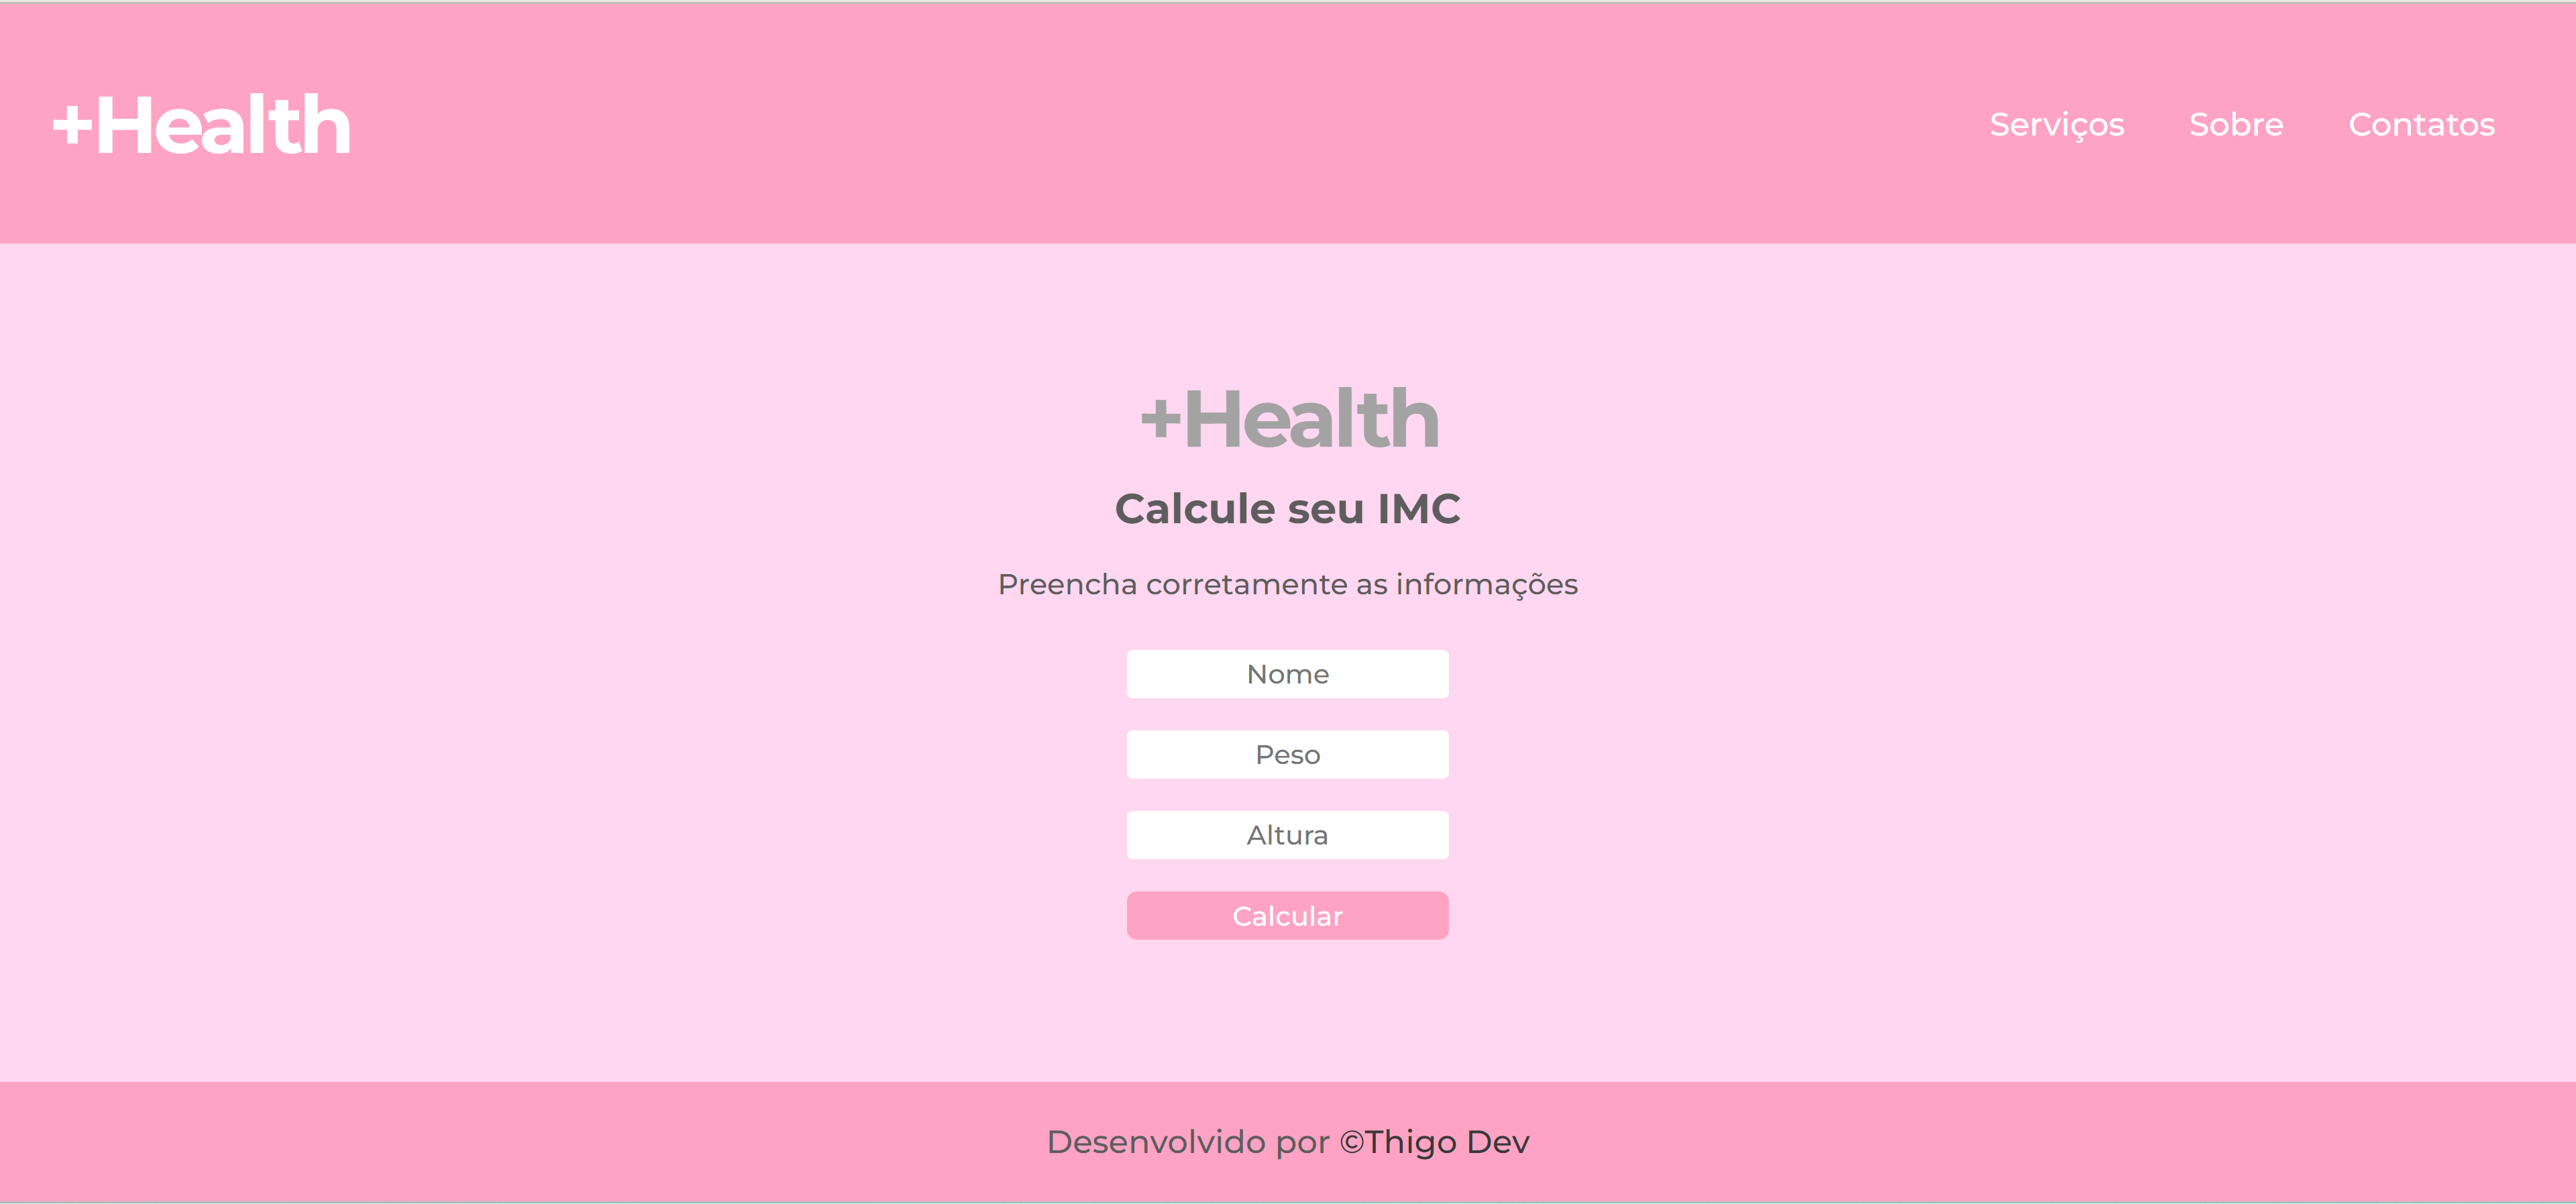 +Health
Serviços Sobre Contatos
+Health
Calcule seu IMC
Preencha corretamente as informações
Nome
Peso
Altura
Calcular
Desenvolvido por ©Thigo Dev